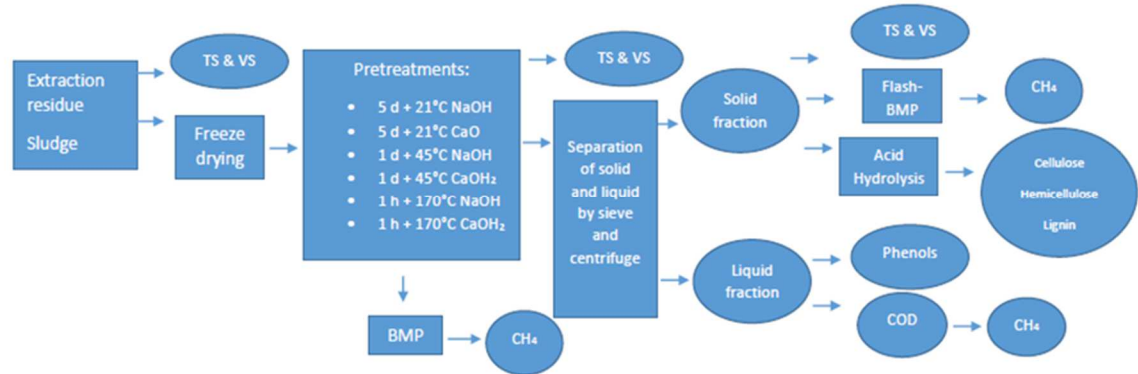 Extraction
residue
Sludge
TS & VS
Freeze
drying
Pretreatments:
• 5 d + 21°C NaOH
• 5 d + 21°C CaO
• 1 d + 45°C NaOH
• 1 d + 45°C CaOH₂
• 1 h + 170°C NaOH
• 1 h + 170°C CaOH₂
BMP
CH₄
TS & VS
Separation
of solid
and liquid
by sieve
and
centrifuge
Solid
fraction
TS & VS
Flash-
BMP
CH₄
Acid
Hydrolysis
Cellulose
Hemicellulose
Lignin
Liquid
fraction
Phenols
COD
CH₄